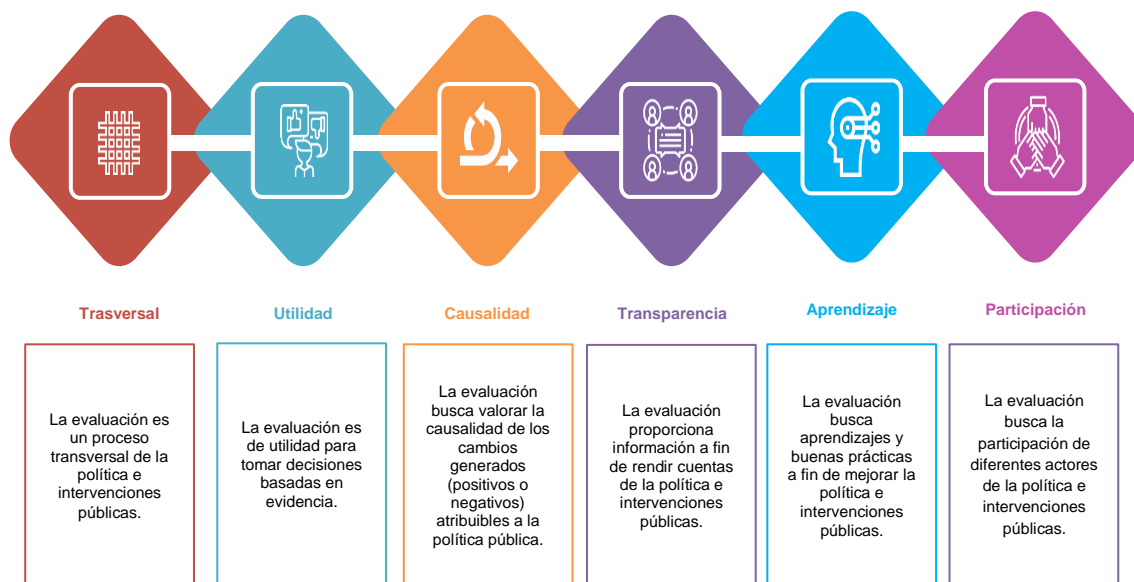 Trasversal
Utilidad
Causalidad
Transparencia
Aprendizaje
Participación
La evaluación es
un proceso
transversal de la
política e
intervenciones
públicas.
La evaluación es
de utilidad para
tomar decisiones
basadas en
evidencia.
La evaluación
busca valorar la
causalidad de los
cambios
generados
(positivos o
negativos)
atribuibles a la
política pública.
La evaluación
proporciona
información a fin
de rendir cuentas
de la política e
intervenciones
públicas.
La evaluación
busca
aprendizajes y
buenas prácticas
a fin de mejorar la
política e
intervenciones
públicas.
La evaluación
busca la
participación de
diferentes actores
de la política e
intervenciones
públicas.